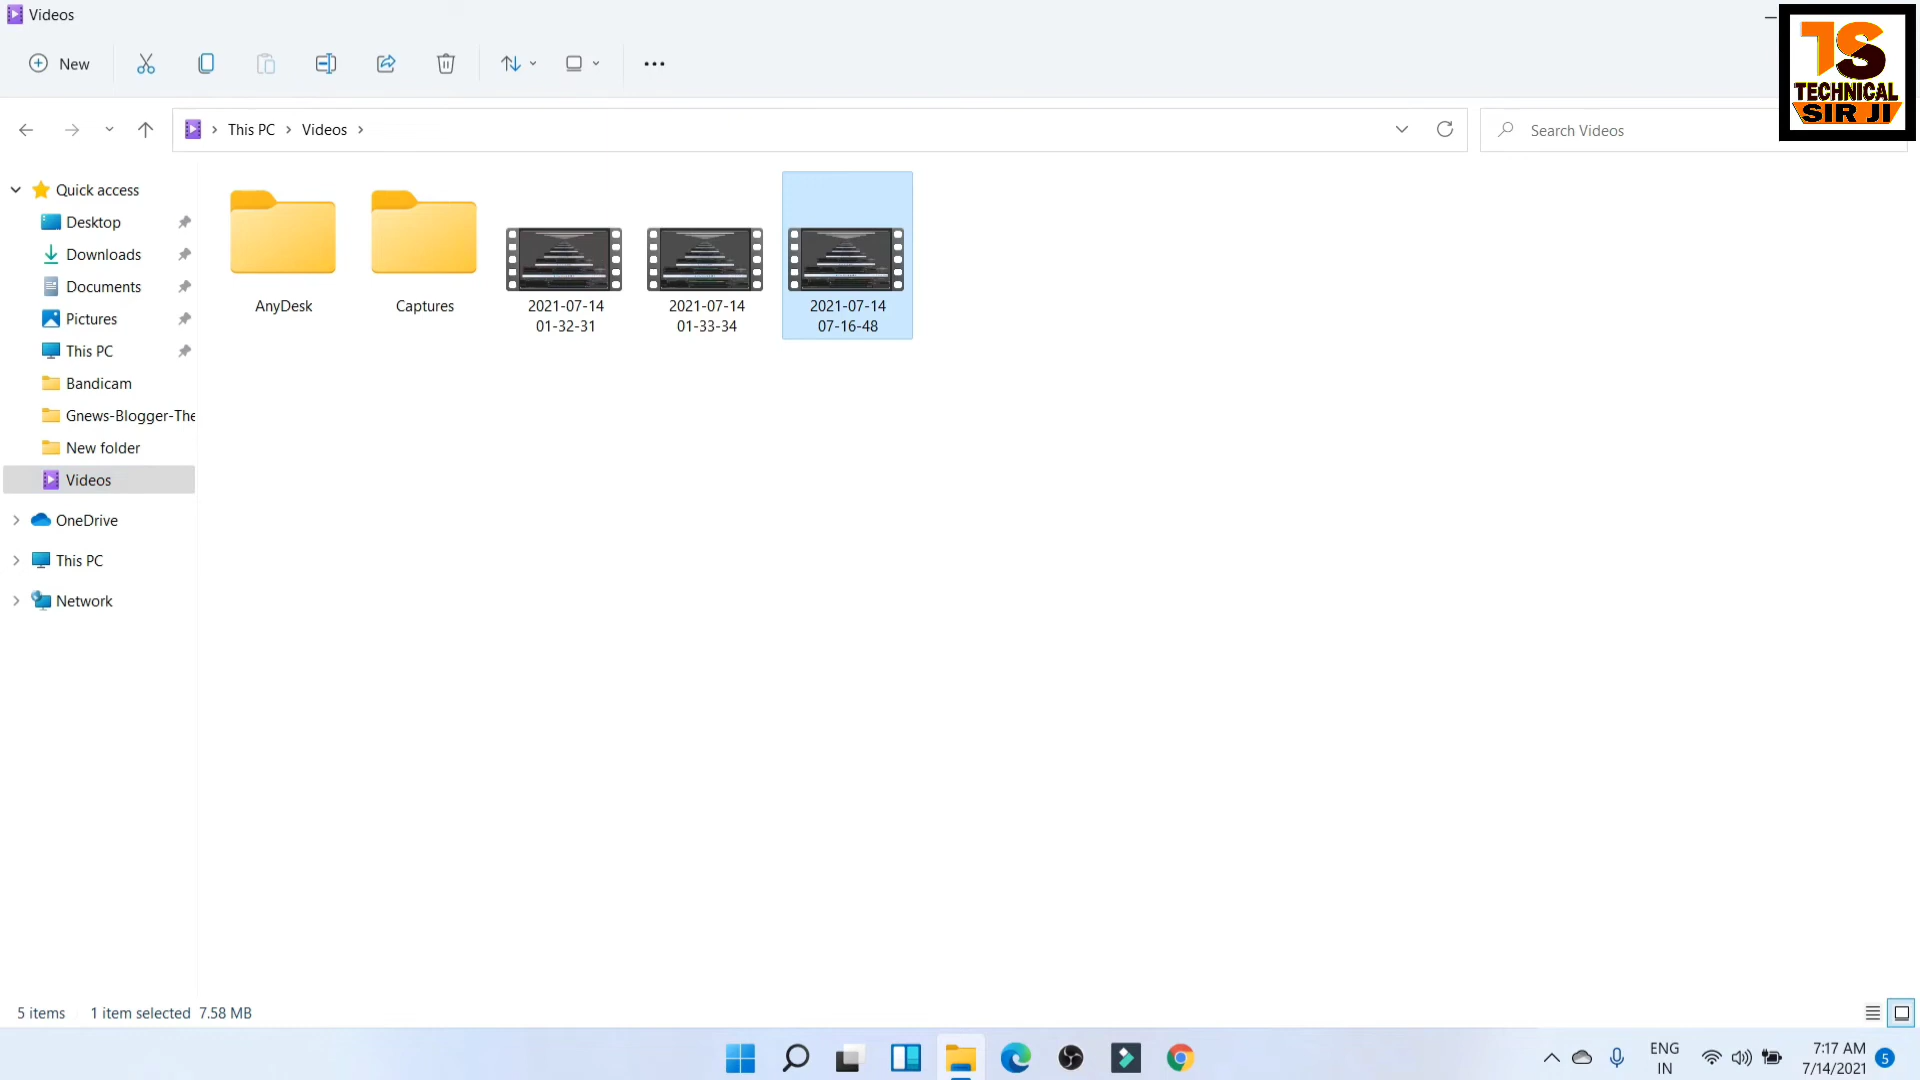 Videos
New
This PC
Videos
Search Videos
TS
TECHNICAL
SIR JI
Quick access
Desktop
Downloads
Documents
Pictures
This PC
Bandicam
Gnews-Blogger-The
New folder
Videos
OneDrive
This PC
Network
AnyDesk
Captures
2021-07-14
01-32-31
2021-07-14
01-33-34
2021-07-14
07-16-48
5 items
1 item selected 7.58 MB
ENG
IN
7:17 AM
7/14/2021
5